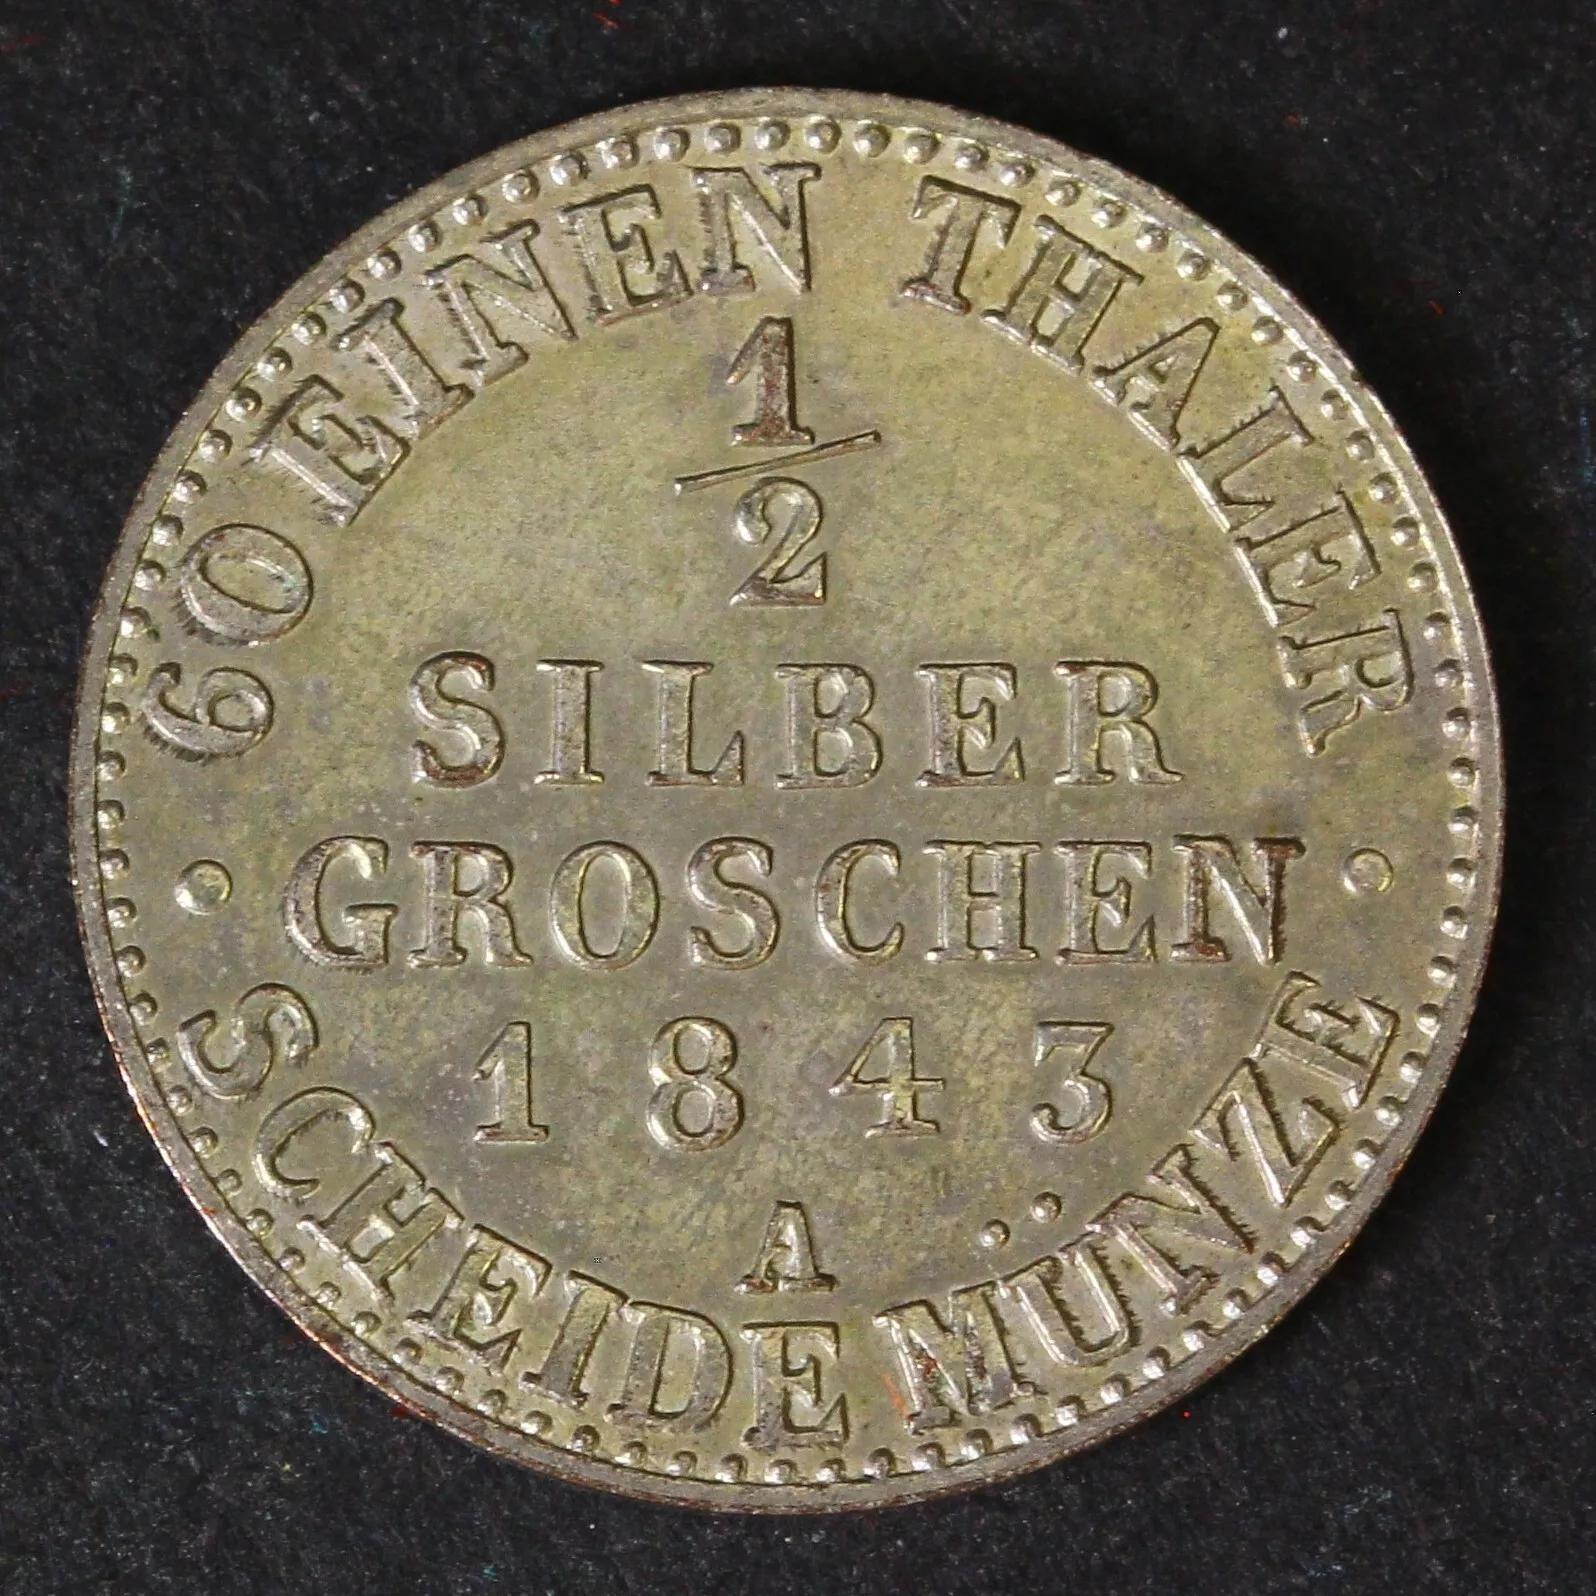 60 EINEN THALER
1/2
SILBER
GROSCHEN
1843
A
SCHEIDE MÜNZE